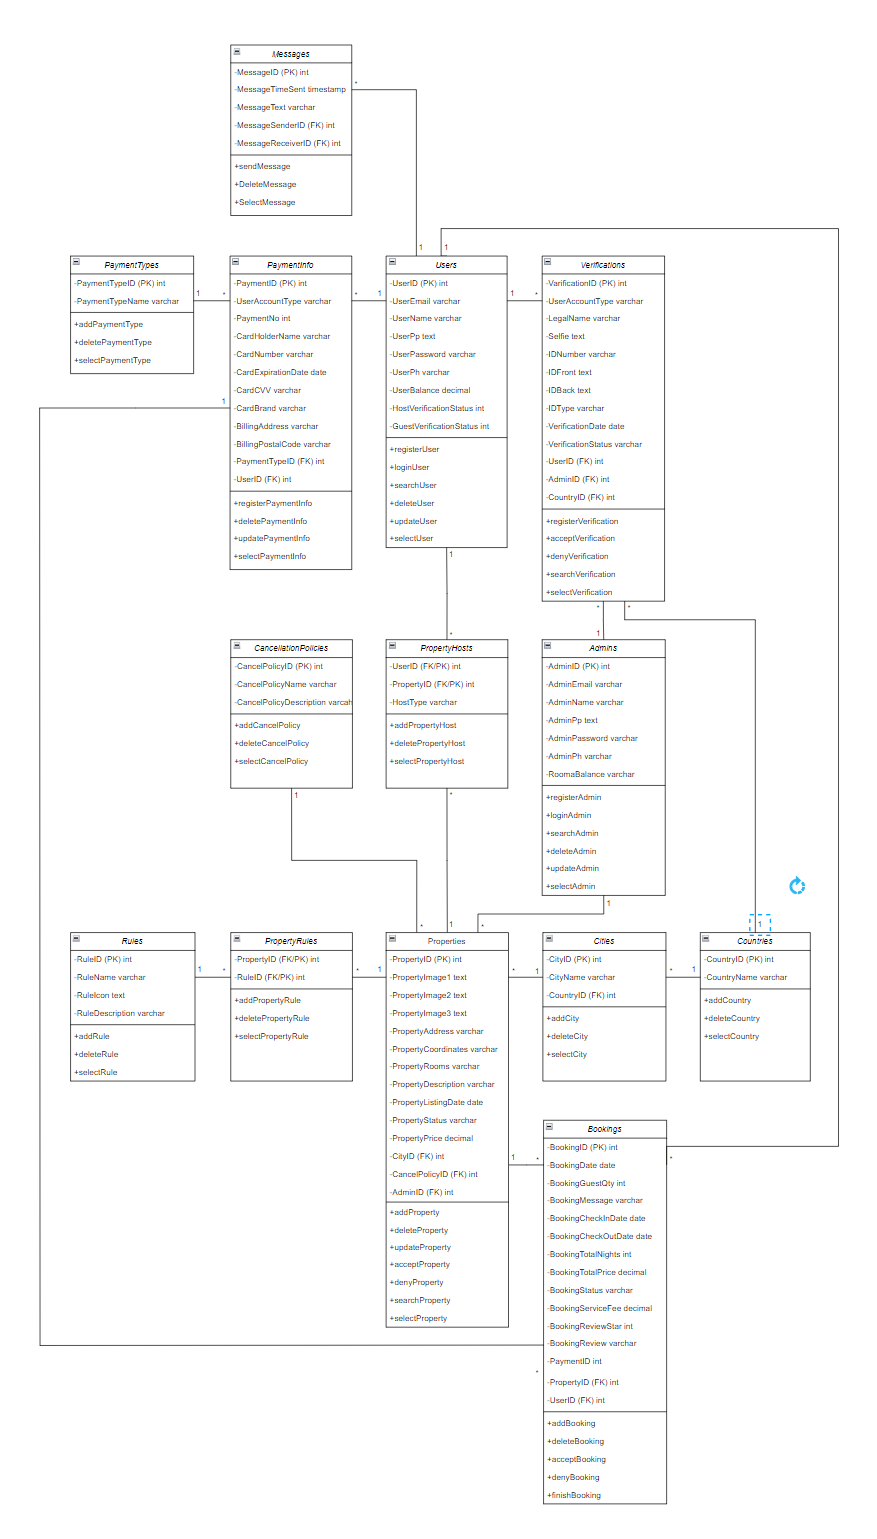 Messages
-MessageID (PK) int
-MessageTimeSent timestamp
-MessageText varchar
-MessageSenderID (FK) int
-MessageReceiverID (FK) int
+sendMessage
+DeleteMessage
+SelectMessage
*
1
1
PaymentTypes
-PaymentTypeID (PK) int
-PaymentTypeName varchar
+addPaymentType
+deletePaymentType
+selectPaymentType
1
*
PaymentInfo
-PaymentID (PK) int
-UserAccountType varchar
-PaymentNo int
-CardHolderName varchar
-CardNumber varchar
-CardExpirationDate date
-CardCVV varchar
-CardBrand varchar
-BillingAddress varchar
-BillingPostalCode varchar
-PaymentTypeID (FK) int
-UserID (FK) int
+registerPaymentInfo
+deletePaymentInfo
+updatePaymentInfo
+selectPaymentInfo
1
*
1
Users
-UserID (PK) int
-UserEmail varchar
-UserName varchar
-UserPp text
-UserPassword varchar
-UserPh varchar
-UserBalance decimal
-HostVerificationStatus int
-GuestVerificationStatus int
+registerUser
+loginUser
+searchUser
+deleteUser
+updateUser
+selectUser
1
*
1
*
Verifications
-VarificationID (PK) int
-UserAccountType varchar
-LegalName varchar
-Selfie text
-IDNumber varchar
-IDFront text
-IDBack text
-IDType varchar
-VerificationDate date
-VerificationStatus varchar
-UserID (FK) int
-AdminID (FK) int
-CountryID (FK) int
+registerVerification
+acceptVerification
+denyVerification
+searchVerification
+selectVerification
*
*
1
CancellationPolicies
-CancelPolicyID (PK) int
-CancelPolicyName varchar
-CancelPolicyDescription varcah
+addCancelPolicy
+deleteCancelPolicy
+selectCancelPolicy
1
*
PropertyHosts
-UserID (FK/PK) int
-PropertyID (FK/PK) int
-HostType varchar
+addPropertyHost
+deletePropertyHost
+selectPropertyHost
*
1
Admins
-AdminID (PK) int
-AdminEmail varchar
-AdminName varchar
-AdminPp text
-AdminPassword varchar
-AdminPh varchar
-RoomaBalance varchar
+registerAdmin
+loginAdmin
+searchAdmin
+deleteAdmin
+updateAdmin
+selectAdmin
1
*
1
Rules
-RuleID (PK) int
-RuleName varchar
-RuleIcon text
-RuleDescription varchar
+addRule
+deleteRule
+selectRule
1
*
PropertyRules
-PropertyID (FK/PK) int
-RuleID (FK/PK) int
+addPropertyRule
+deletePropertyRule
+selectPropertyRule
*
1
Properties
-PropertyID (PK) int
-PropertyImage1 text
-PropertyImage2 text
-PropertyImage3 text
-PropertyAddress varchar
-PropertyCoordinates varchar
-PropertyRooms varchar
-PropertyDescription varchar
-PropertyListingDate date
-PropertyStatus varchar
-PropertyPrice decimal
-CityID (FK) int
-CancelPolicyID (FK) int
-AdminID (FK) int
+addProperty
+deleteProperty
+updateProperty
+acceptProperty
+denyProperty
+searchProperty
+selectProperty
*
1
Cities
-CityID (PK) int
-CityName varchar
-CountryID (FK) int
+addCity
+deleteCity
+selectCity
*
1
Countries
-CountryID (PK) int
-CountryName varchar
+addCountry
+deleteCountry
+selectCountry
1
*
*
Bookings
-BookingID (PK) int
-BookingDate date
-BookingGuestQty int
-BookingMessage varchar
-BookingCheckInDate date
-BookingCheckOutDate date
-BookingTotalNights int
-BookingTotalPrice decimal
-BookingStatus varchar
-BookingServiceFee decimal
-BookingReviewStar int
-BookingReview varchar
-PaymentID int
-PropertyID (FK) int
-UserID (FK) int
+addBooking
+deleteBooking
+acceptBooking
+denyBooking
+finishBooking
*